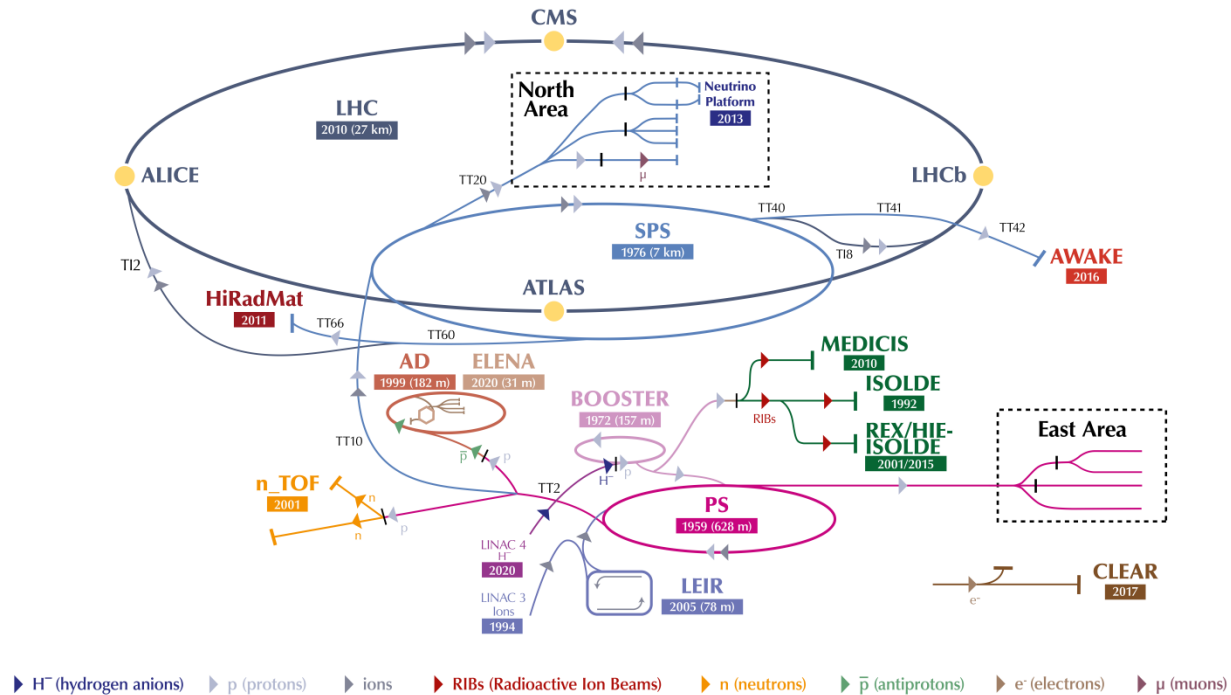 CMS
North
Area
Neutrino
Platform
2013
LHC
2010 (27 km)
μ
ALICE
LHCb
TT20
TT40
TT41
TT42
SPS
1976 (7 km)
TI8
AWAKE
2016
TI2
HiRadMat
2011
ATLAS
TT66
TT60
AD
1999 (182 m)
ELENA
2020 (31 m)
MEDICIS
2010
BOOSTER
1972 (157 m)
ISOLDE
1992
RIBs
REX/HIE-
ISOLDE
2001/2015
East Area
TT10
p̅
p
H⁻
p
n_TOF
2001
n
n
p
TT2
PS
1959 (628 m)
LINAC 4
H⁻
2020
LINAC 3
Ions
1994
LEIR
2005 (78 m)
e⁻
CLEAR
2017
H⁻ (hydrogen anions)
p (protons)
ions
RIBs (Radioactive Ion Beams)
n (neutrons)
p̅ (antiprotons)
e⁻ (electrons)
μ (muons)